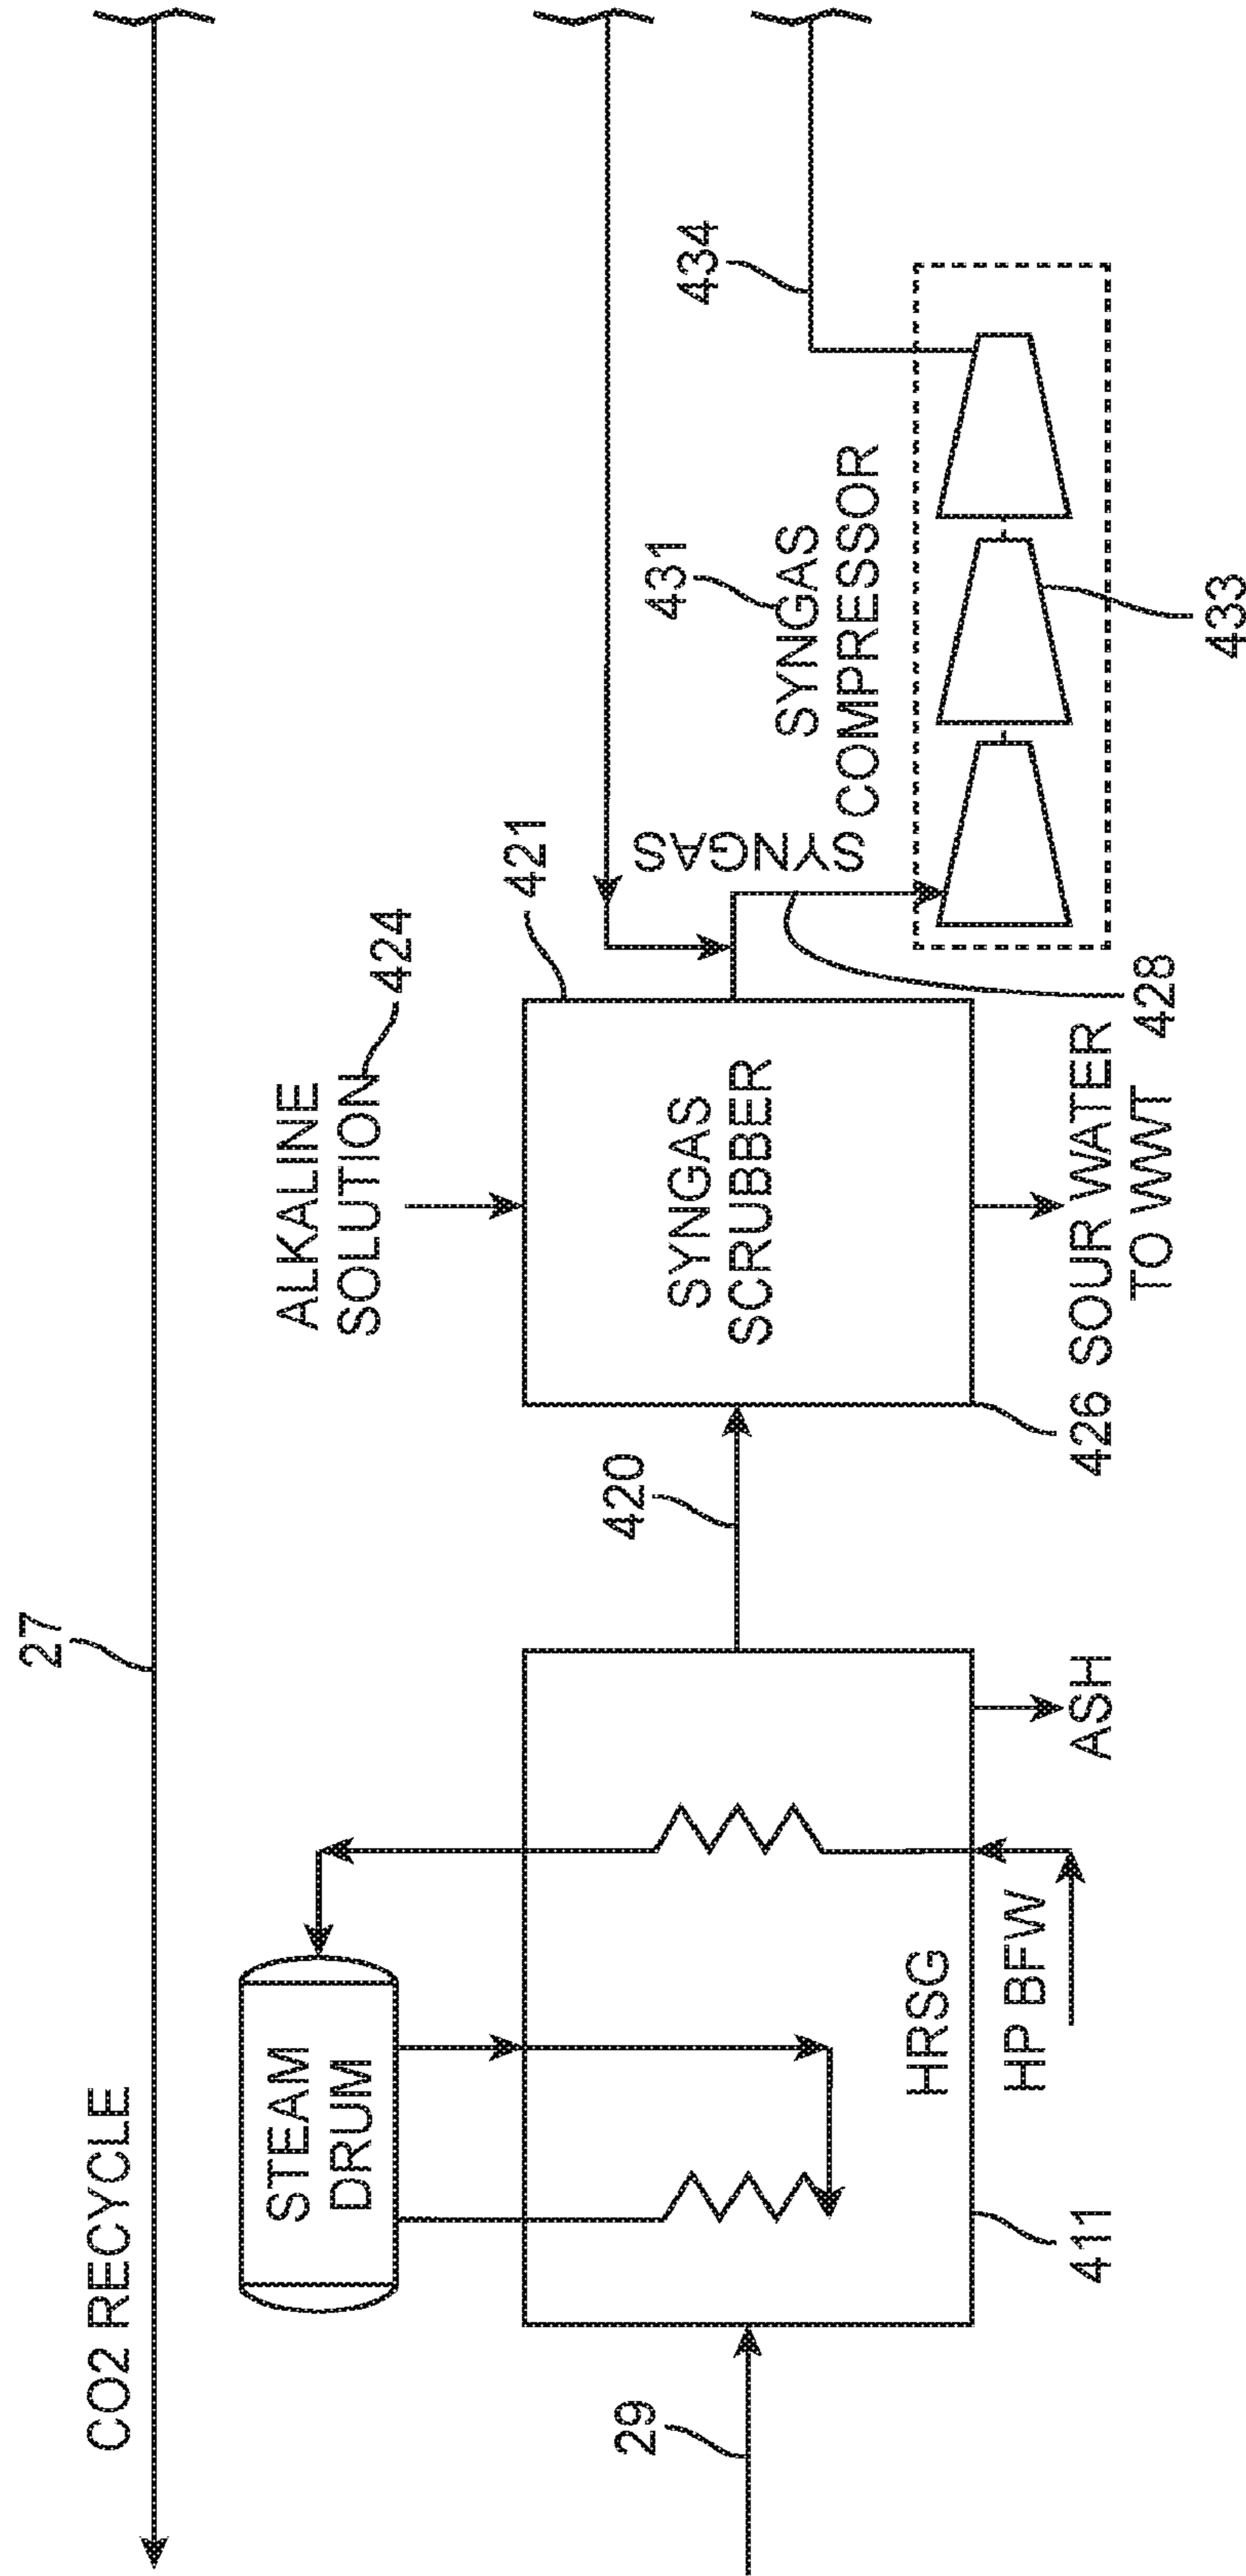 CO2 RECYCLE
27
STEAM
DRUM
ALKALINE
SOLUTION
424
29
420
421
SYNGAS
SCRUBBER
SYNGAS
431
SYNGAS
COMPRESSOR
434
HRSG
HP BFW
411
ASH
426
SOUR WATER
TO WWT
428
433